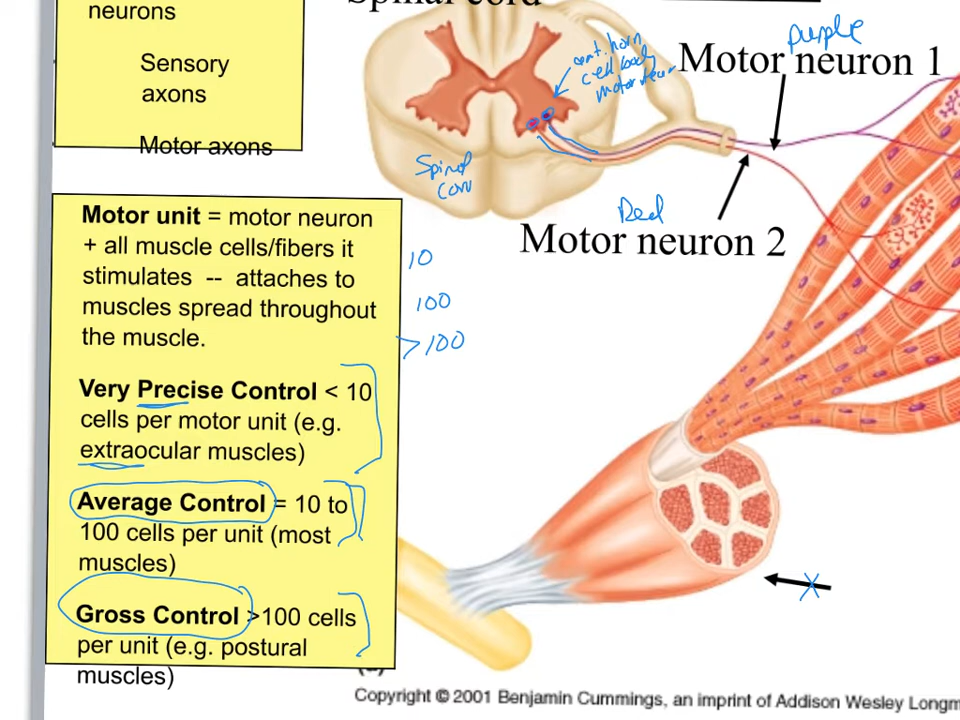 Spinal cord
neurons
Sensory
axons
Motor axons
purple
Motor neuron 1
cell body
Spinal
Red
Motor neuron 2
Motor unit = motor neuron
+ all muscle cells/fibers it
stimulates -- attaches to
muscles spread throughout
the muscle.
10
100
>100
Very Precise Control < 10
cells per motor unit (e.g.
extraocular muscles)
Average Control = 10 to
100 cells per unit (most
muscles)
Gross Control >100 cells
per unit (e.g. postural
muscles)
Copyright © 2001 Benjamin Cummings, an imprint of Addison Wesley